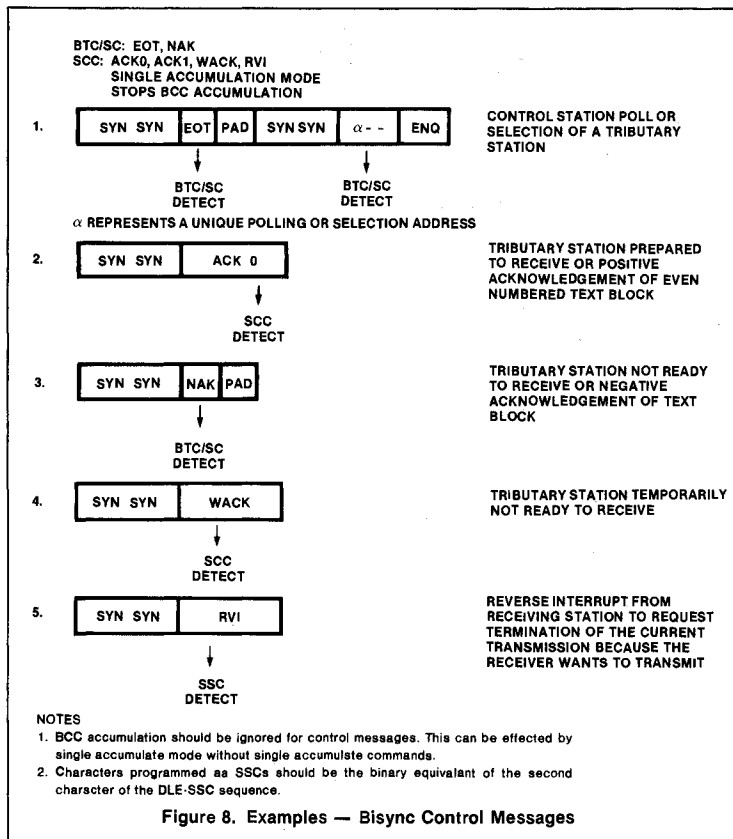 BTC/SC: EOT, NAK
SCC: ACK0, ACK1, WACK, RVI
SINGLE ACCUMULATION MODE
STOPS BCC ACCUMULATION
1. SYN SYN EOT PAD SYN SYN α-- ENQ
CONTROL STATION POLL OR
SELECTION OF A TRIBUTARY
STATION
BTC/SC
DETECT
BTC/SC
DETECT
α REPRESENTS A UNIQUE POLLING OR SELECTION ADDRESS
2. SYN SYN ACK 0
TRIBUTARY STATION PREPARED
TO RECEIVE OR POSITIVE
ACKNOWLEDGEMENT OF EVEN
NUMBERED TEXT BLOCK
SCC
DETECT
3. SYN SYN NAK PAD
TRIBUTARY STATION NOT READY
TO RECEIVE OR NEGATIVE
ACKNOWLEDGEMENT OF TEXT
BLOCK
BTC/SC
DETECT
4. SYN SYN WACK
TRIBUTARY STATION TEMPORARILY
NOT READY TO RECEIVE
SCC
DETECT
5. SYN SYN RVI
REVERSE INTERRUPT FROM
RECEIVING STATION TO REQUEST
TERMINATION OF THE CURRENT
TRANSMISSION BECAUSE THE
RECEIVER WANTS TO TRANSMIT
SSC
DETECT
NOTES
1. BCC accumulation should be ignored for control messages. This can be effected by
single accumulate mode without single accumulsate commands.
2. Characters programmed aa SSCs should be the binary equivalant of the second
character of the DLE-SSC sequence.
Figure 8. Examples — Bisync Control Messages